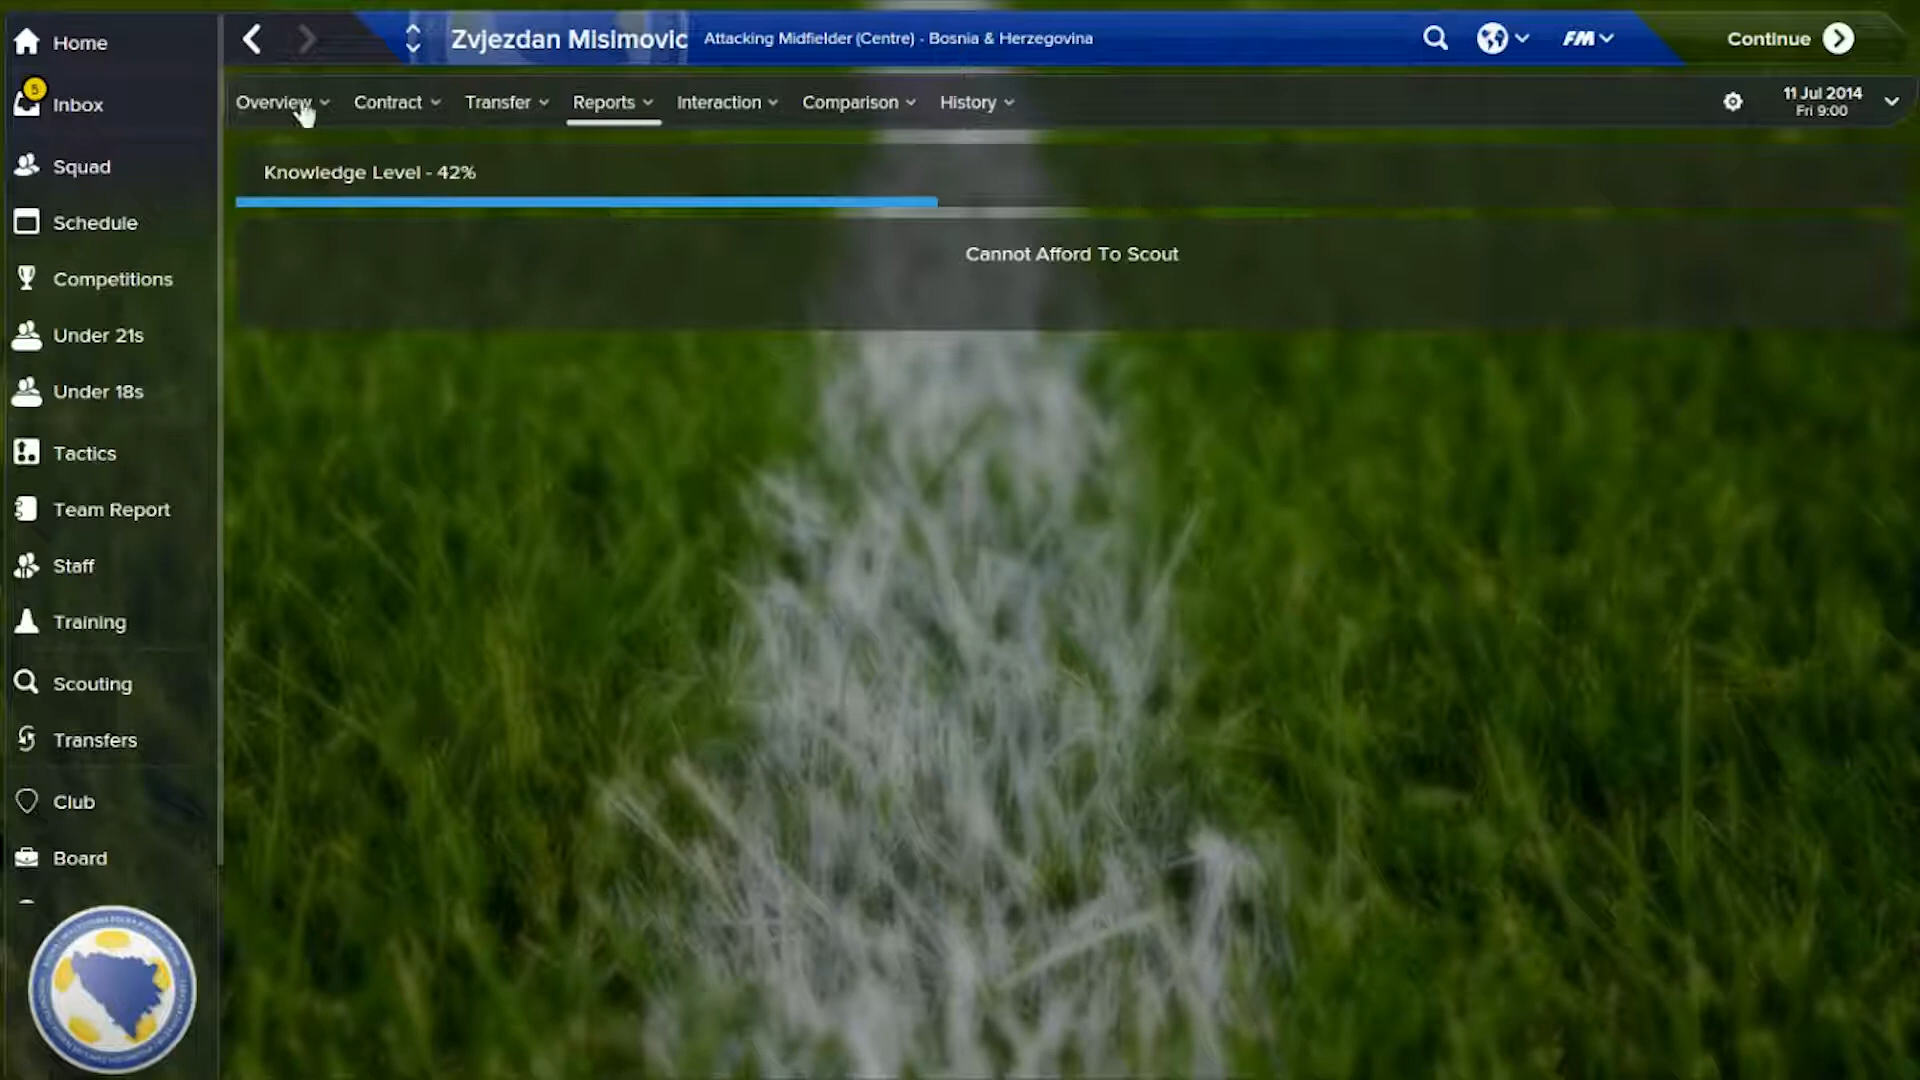 Home
Zvjezdan Misimovic
Attacking Midfielder (Centre) - Bosnia & Herzegovina
FM
Continue
5
Inbox
Overview
Contract
Transfer
Reports
Interaction
Comparison
History
11 Jul 2014
Fri 9:00
Squad
Knowledge Level - 42%
Schedule
Cannot Afford To Scout
Competitions
Under 21s
Under 18s
Tactics
Team Report
Staff
Training
Scouting
Transfers
Club
Board